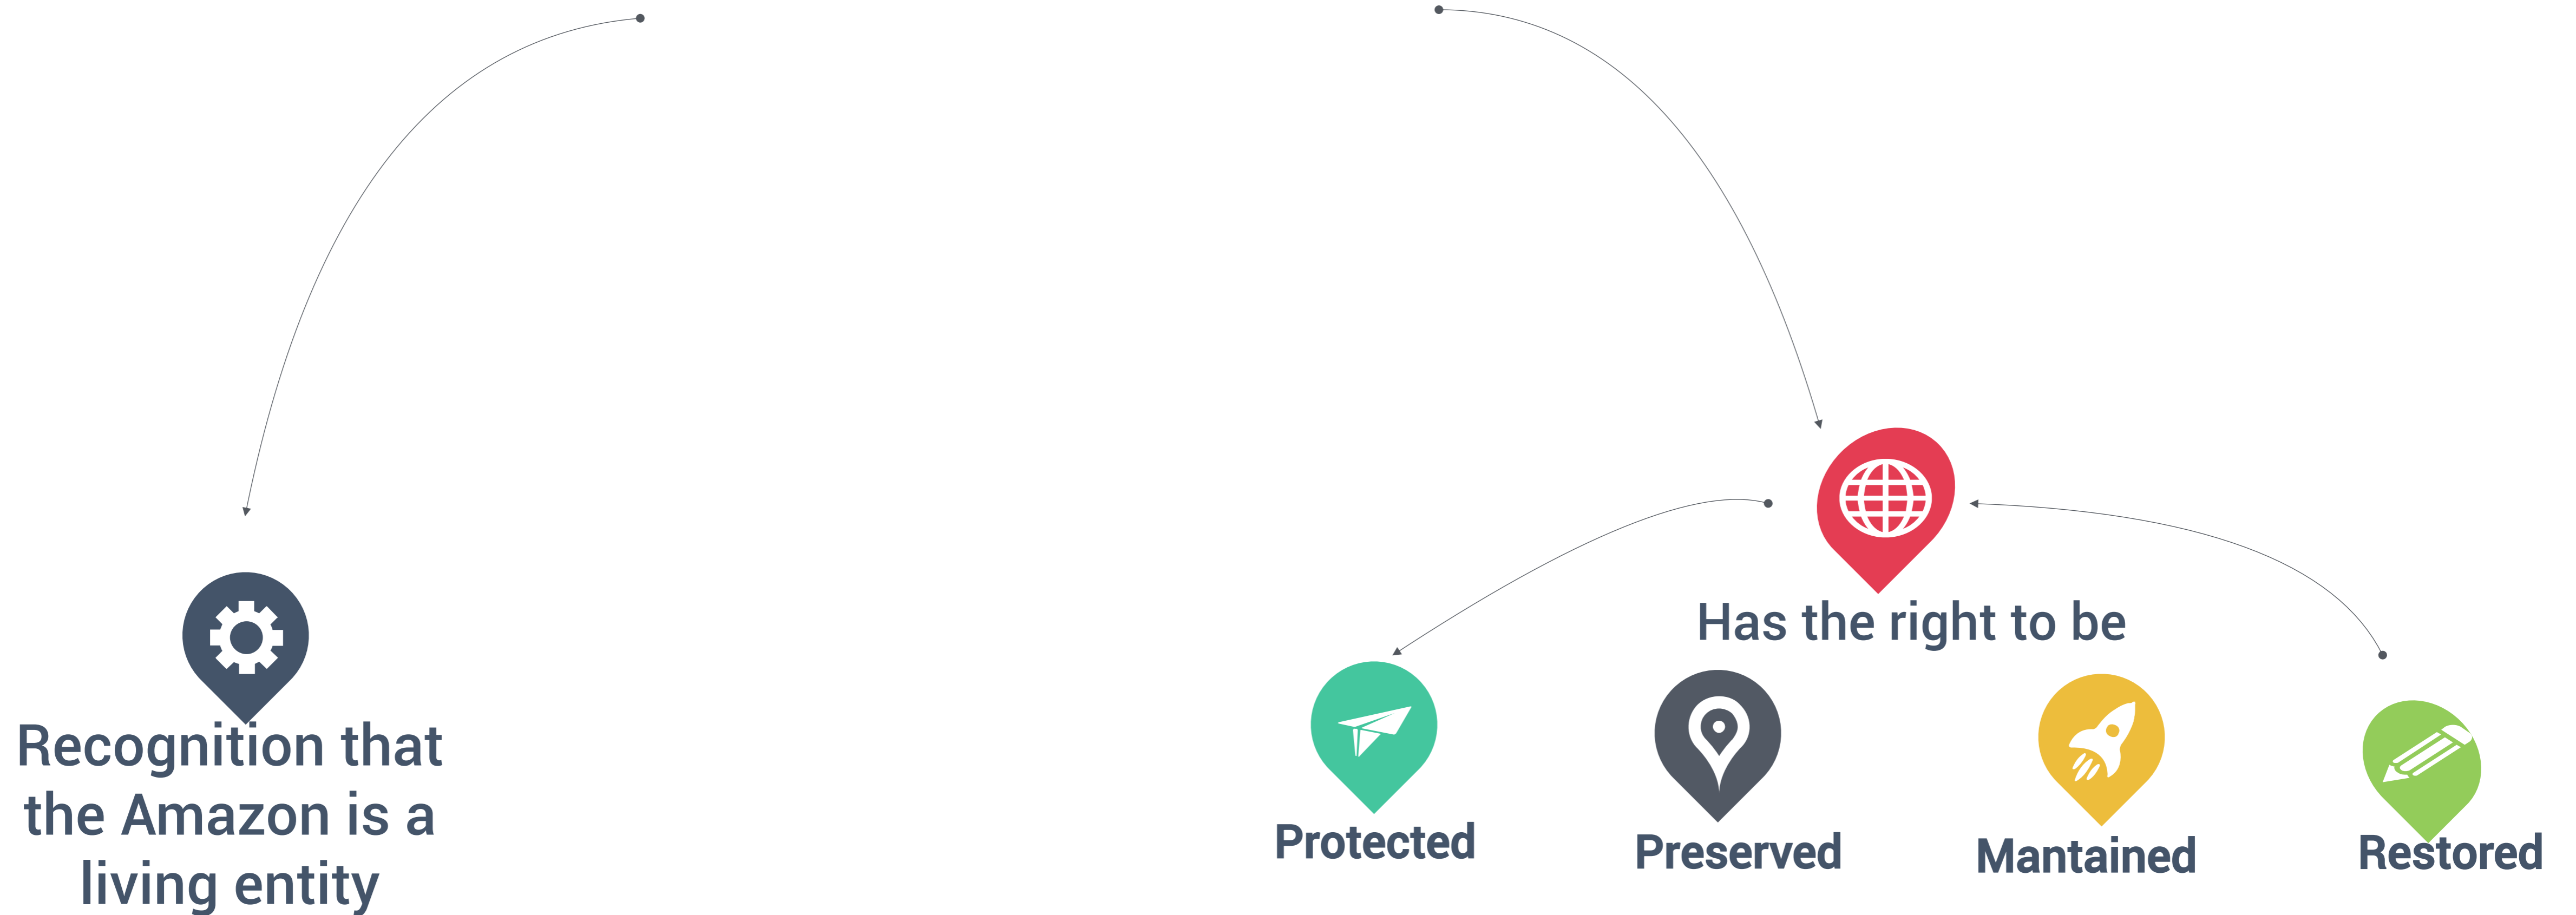 Recognition that
the Amazon is a
living entity
Has the right to be
Protected
Preserved
Mantained
Restored